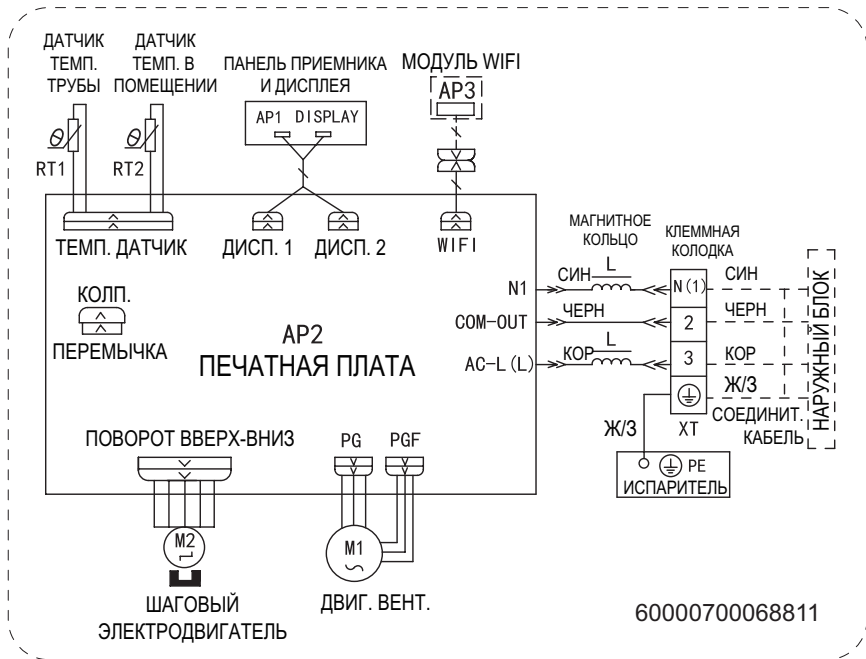 ДАТЧИК
ТЕМП.
ТРУБЫ
ДАТЧИК
ТЕМП. В
ПОМЕЩЕНИИ
ПАНЕЛЬ ПРИЕМНИКА
И ДИСПЛЕЯ
МОДУЛЬ WIFI
AP3
AP1 DISPLAY
θ
RT1
θ
RT2
ТЕМП. ДАТЧИК
ДИСП. 1
ДИСП. 2
WIFI
МАГНИТНОЕ
КОЛЬЦО
КЛЕММНАЯ
КОЛОДКА
КОЛП.
ПЕРЕМЫЧКА
AP2
ПЕЧАТНАЯ ПЛАТА
N1
СИН
L
N(1)
СИН
COM-OUT
ЧЕРН
2
ЧЕРН
AC-L(L)
КОР
L
3
КОР
Ж/З
НАРУЖНЫЙ БЛОК
СОЕДИНИТ.
КАБЕЛЬ
XT
Ж/З
PE
ИСПАРИТЕЛЬ
ПОВОРОТ ВВЕРХ-ВНИЗ
PG
PGF
M2
M1
ШАГОВЫЙ
ЭЛЕКТРОДВИГАТЕЛЬ
ДВИГ. ВЕНТ.
60000700068811